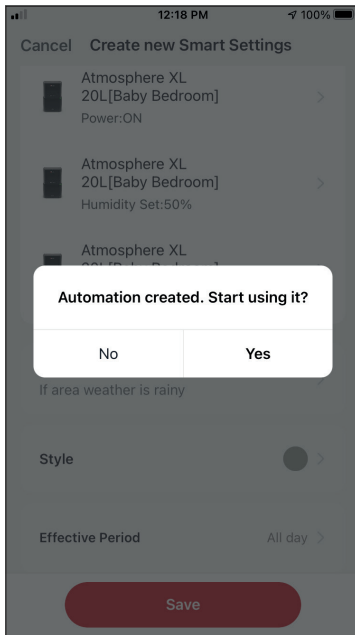 12:18 PM 100%
Cancel Create new Smart Settings
Atmosphere XL
20L[Baby Bedroom]
Power:ON
Atmosphere XL
20L[Baby Bedroom]
Humidity Set:50%
Atmosphere XL
Automation created. Start using it?
No Yes
If area weather is rainy
Style
Effective Period All day
Save